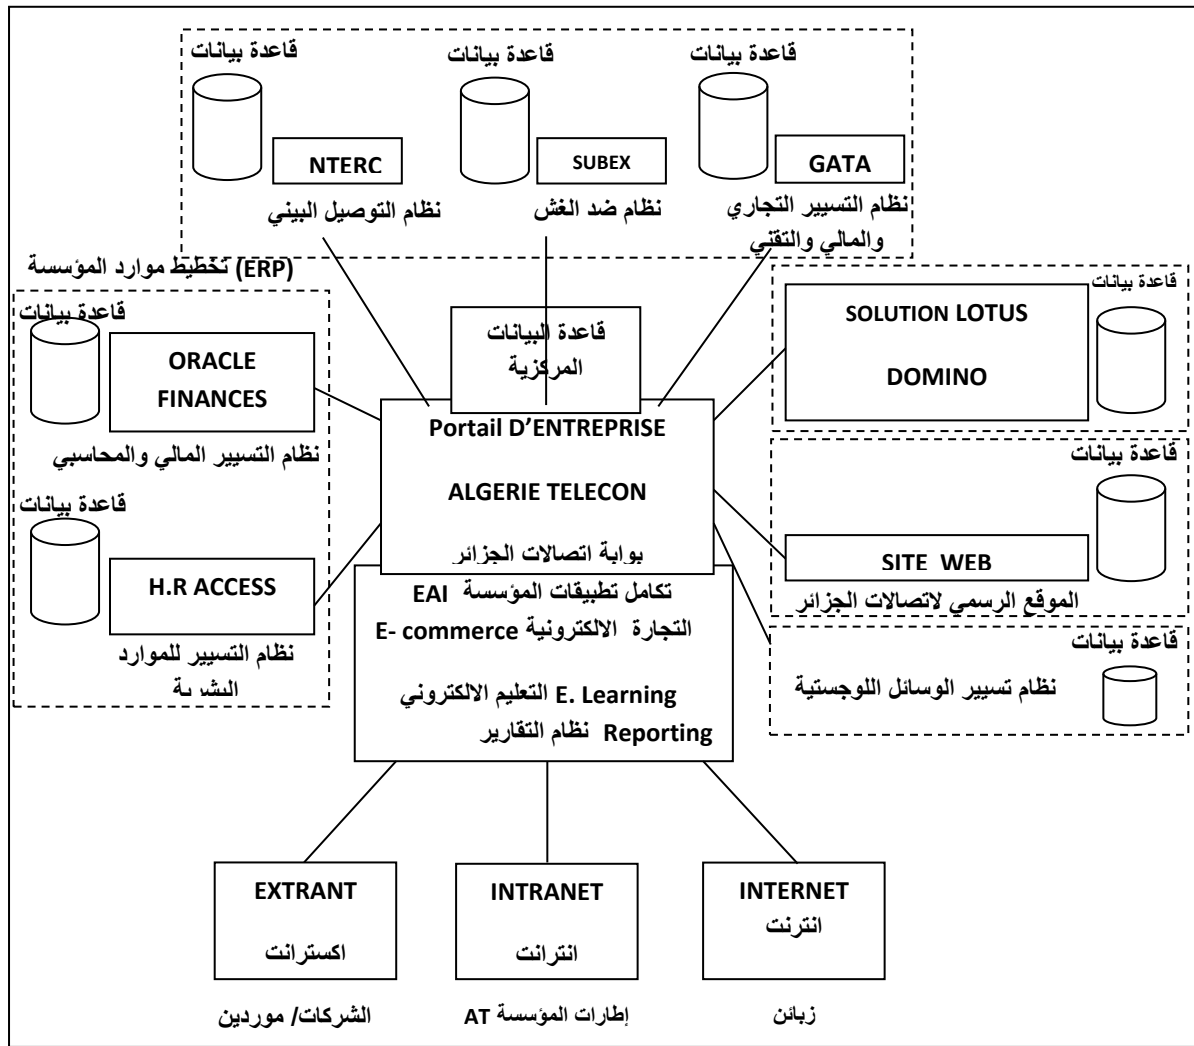 قاعدة بيانات
قاعدة بيانات
قاعدة بيانات
NTERC
SUBEX
GATA
نظام التوصيل البيني
نظام ضد الغش
نظام التسيير التجاري
والمالي والتقني
تخطيط موارد المؤسسة (ERP)
قاعدة بيانات
ORACLE
FINANCES
نظام التسيير المالي والمحاسبي
قاعدة بيانات
H.R ACCESS
نظام التسيير للموارد
البشرية
قاعدة البيانات
المركزية
Portail D’ENTREPRISE
ALGERIE TELECON
بوابة اتصالات الجزائر
تكامل تطبيقات المؤسسة EAI
التجارة الالكترونية E- commerce
التعليم الالكتروني E. Learning
نظام التقارير Reporting
قاعدة بيانات
SOLUTION LOTUS
DOMINO
قاعدة بيانات
SITE WEB
الموقع الرسمي لاتصالات الجزائر
قاعدة بيانات
نظام تسيير الوسائل اللوجستية
EXTRANT
اكسترانت
الشركات/ موردين
INTRANET
انترانت
إطارات المؤسسة AT
INTERNET
انترنت
زبائن